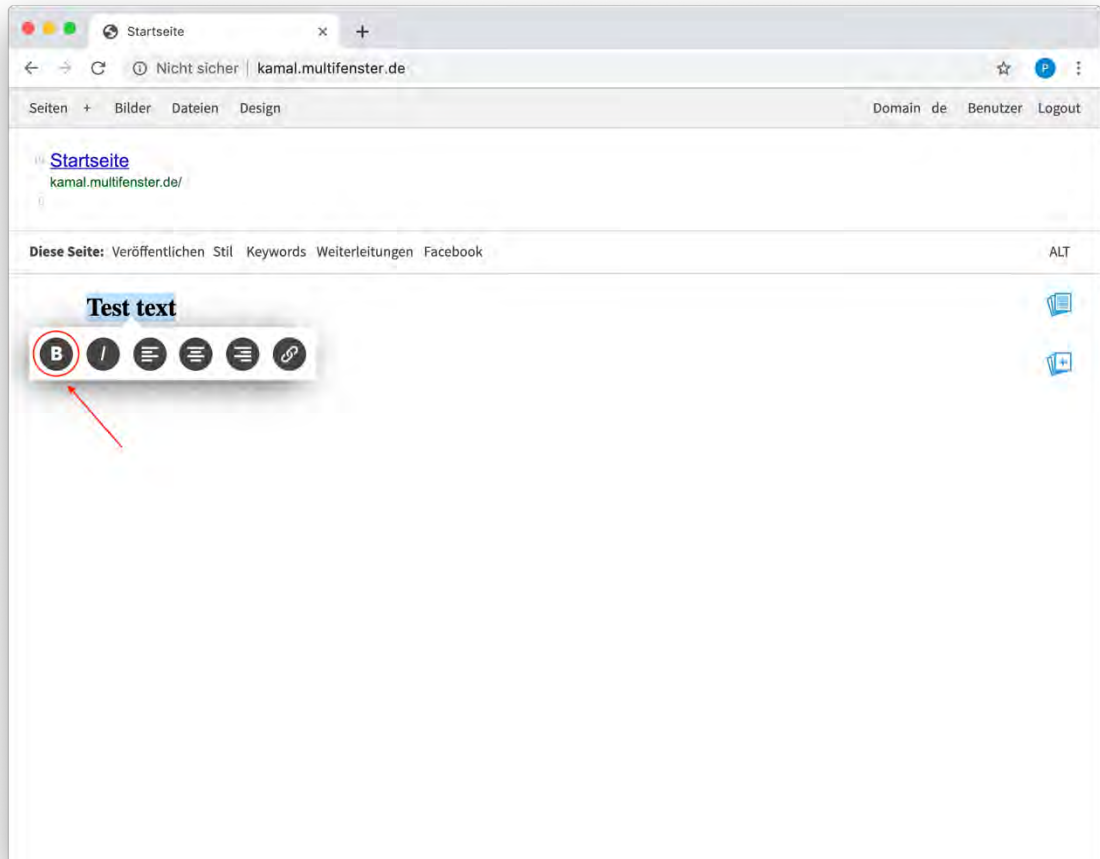 Startseite
Nicht sicher kamal.multifenster.de
P
Seiten + Bilder Dateien Design Domain de Benutzer Logout
Startseite
kamal.multifenster.de/
Diese Seite: Veröffentlichen Stil Keywords Weiterleitungen Facebook ALT
Test text
B I